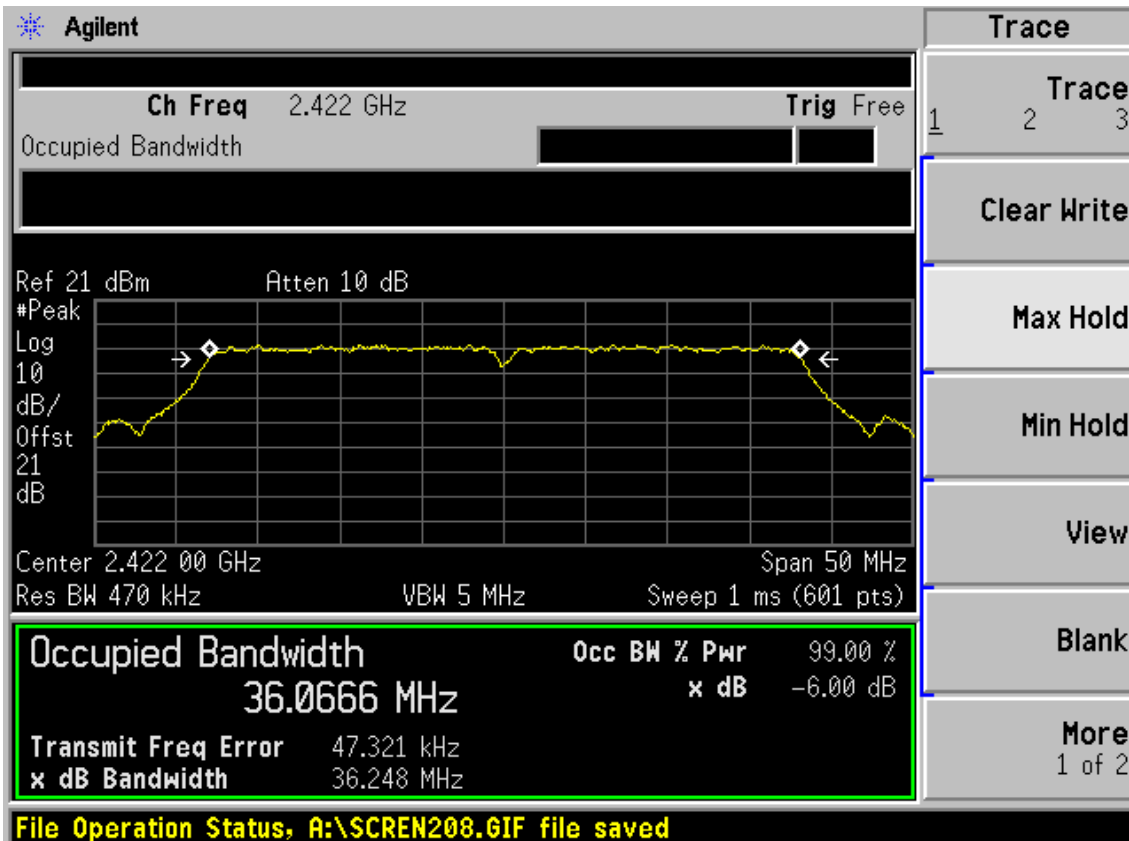 Agilent
Ch Freq 2.422 GHz Trig Free
Occupied Bandwidth
Ref 21 dBm Atten 10 dB
#Peak
Log
10
dB/
Offst
21
dB
Center 2.422 00 GHz Span 50 MHz
Res BW 470 kHz VBW 5 MHz Sweep 1 ms (601 pts)
Occupied Bandwidth
36.0666 MHz
Occ BW % Pwr 99.00 %
x dB -6.00 dB
Transmit Freq Error 47.321 kHz
x dB Bandwidth 36.248 MHz
File Operation Status, A:\SCREN208.GIF file saved
Trace
Trace
1 2 3
Clear Write
Max Hold
Min Hold
View
Blank
More
1 of 2